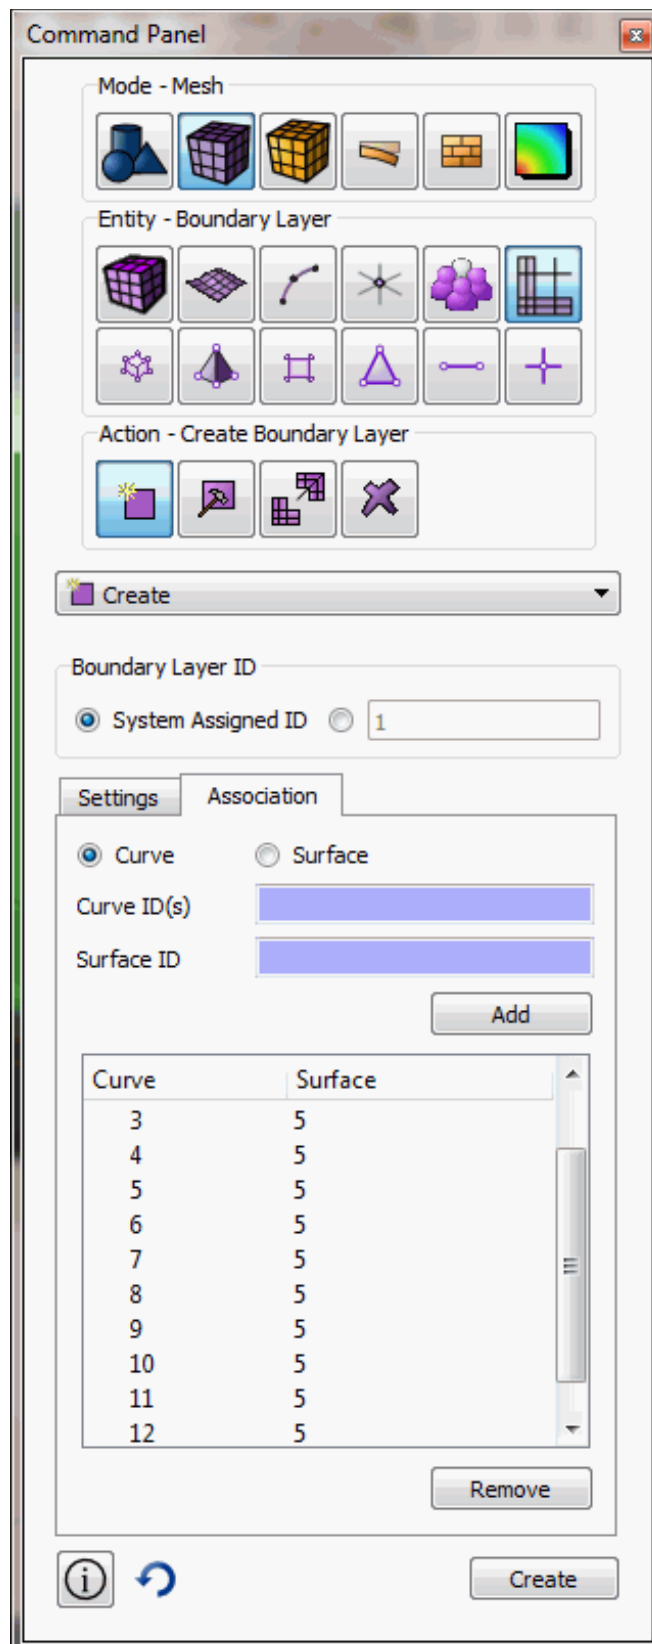 Command Panel
x
Mode - Mesh
Entity - Boundary Layer
Action - Create Boundary Layer
Create
Boundary Layer ID
System Assigned ID 1
Settings Association
Curve Surface
Curve ID(s)
Surface ID
Add
Curve Surface
3 5
4 5
5 5
6 5
7 5
8 5
9 5
10 5
11 5
12 5
Remove
i
Create